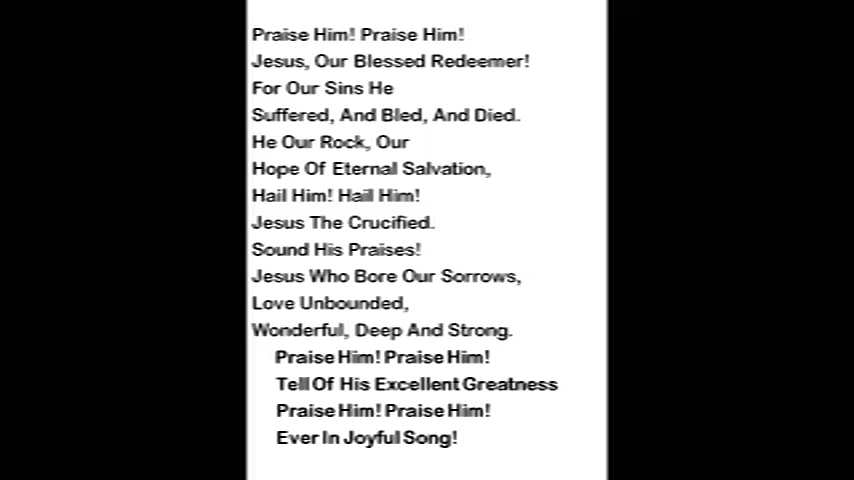 Praise Him! Praise Him!
Jesus, Our Blessed Redeemer!
For Our Sins He
Suffered, And Bled, And Died.
He Our Rock, Our
Hope Of Eternal Salvation,
Hail Him! Hail Him!
Jesus The Crucified.
Sound His Praises!
Jesus Who Bore Our Sorrows,
Love Unbounded,
Wonderful, Deep And Strong.
Praise Him! Praise Him!
Tell Of His Excellent Greatness
Praise Him! Praise Him!
Ever In Joyful Song!